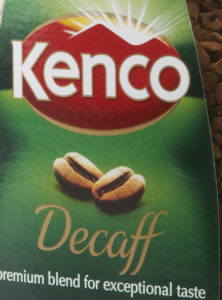 Kenco
Decaff
premium blend for exceptional taste